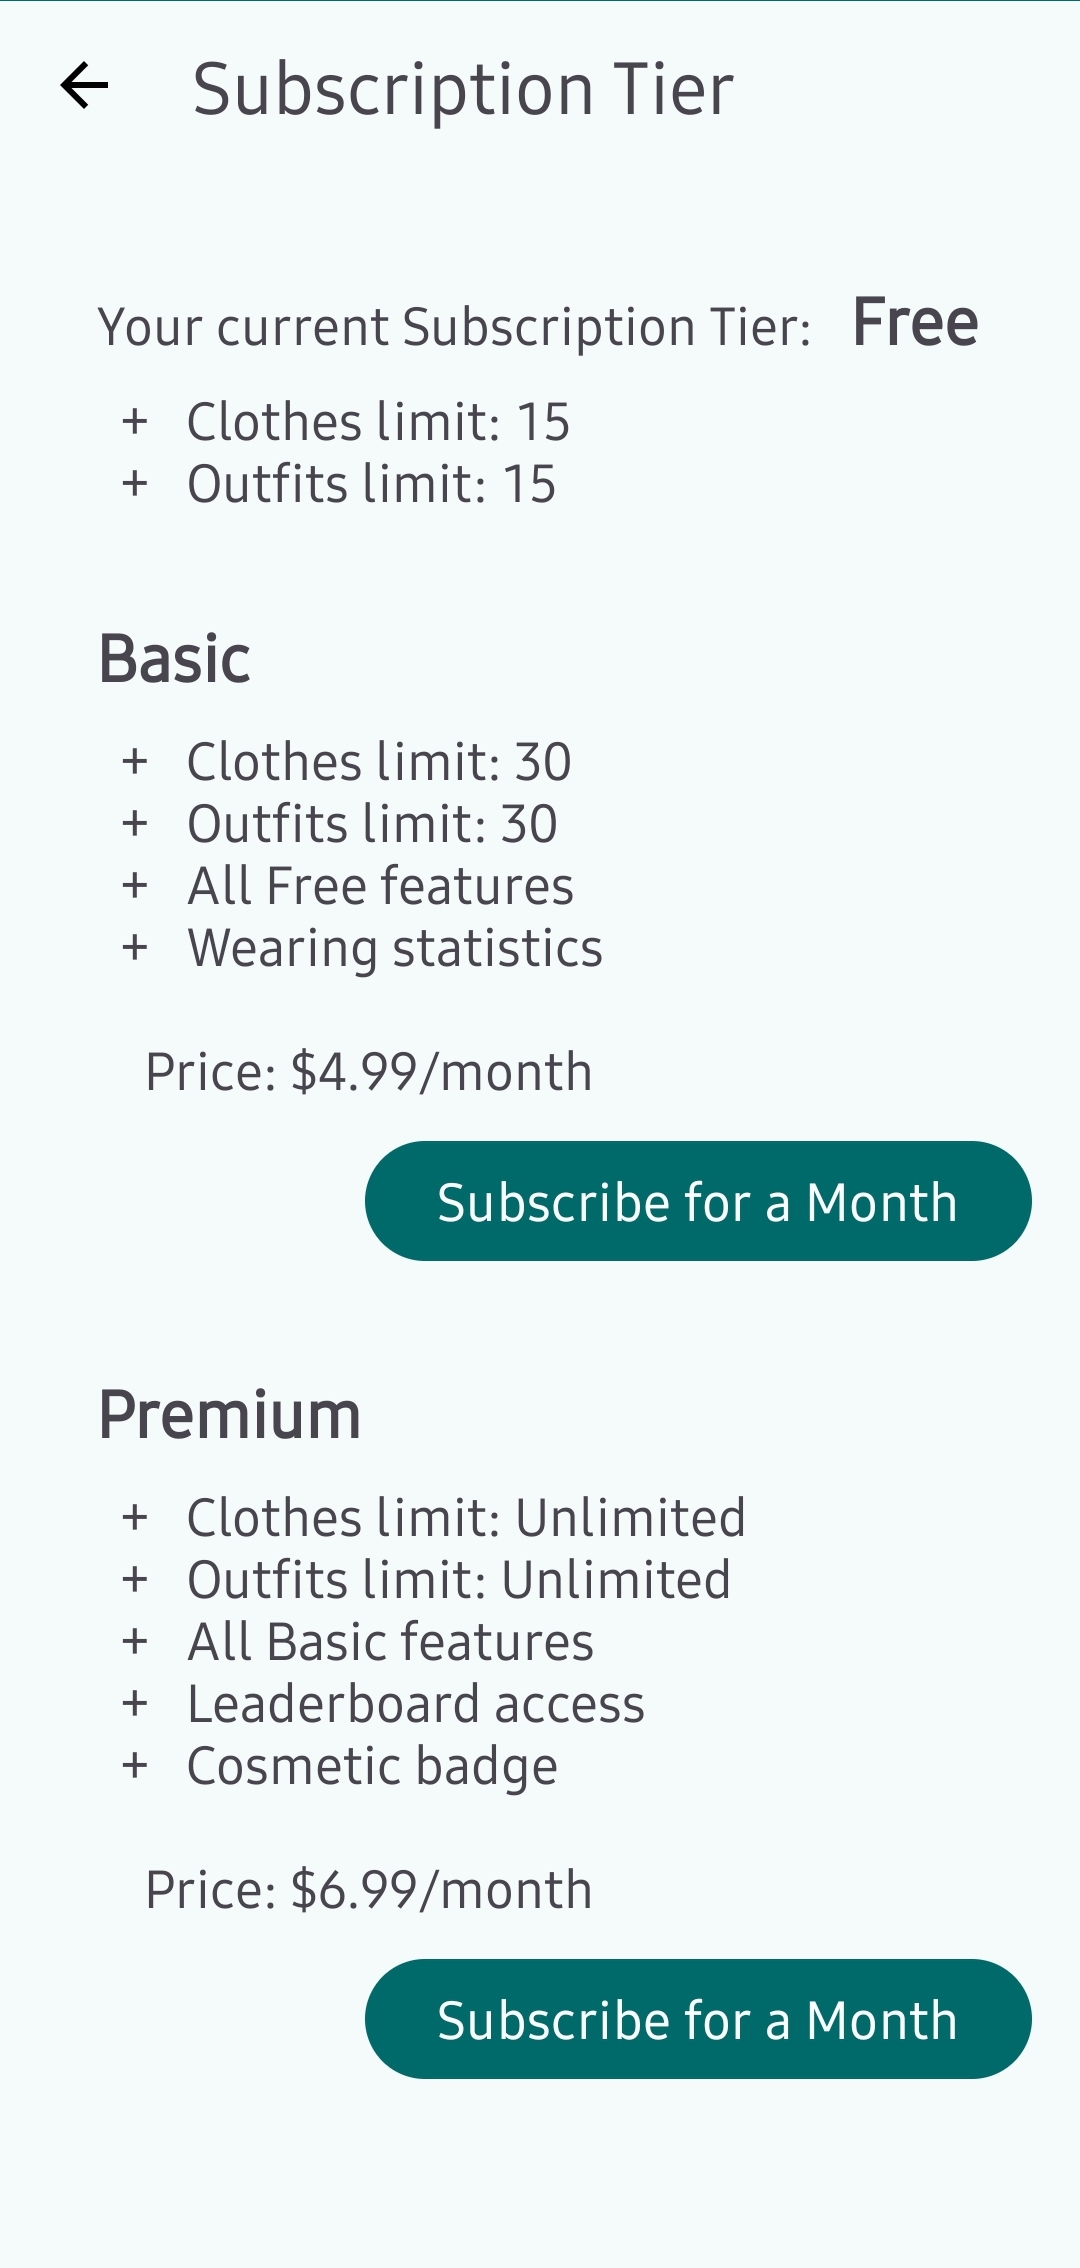 Subscription Tier
Your current Subscription Tier: Free
+ Clothes limit: 15
+ Outfits limit: 15
Basic
+ Clothes limit: 30
+ Outfits limit: 30
+ All Free features
+ Wearing statistics
Price: $4.99/month
Subscribe for a Month
Premium
+ Clothes limit: Unlimited
+ Outfits limit: Unlimited
+ All Basic features
+ Leaderboard access
+ Cosmetic badge
Price: $6.99/month
Subscribe for a Month